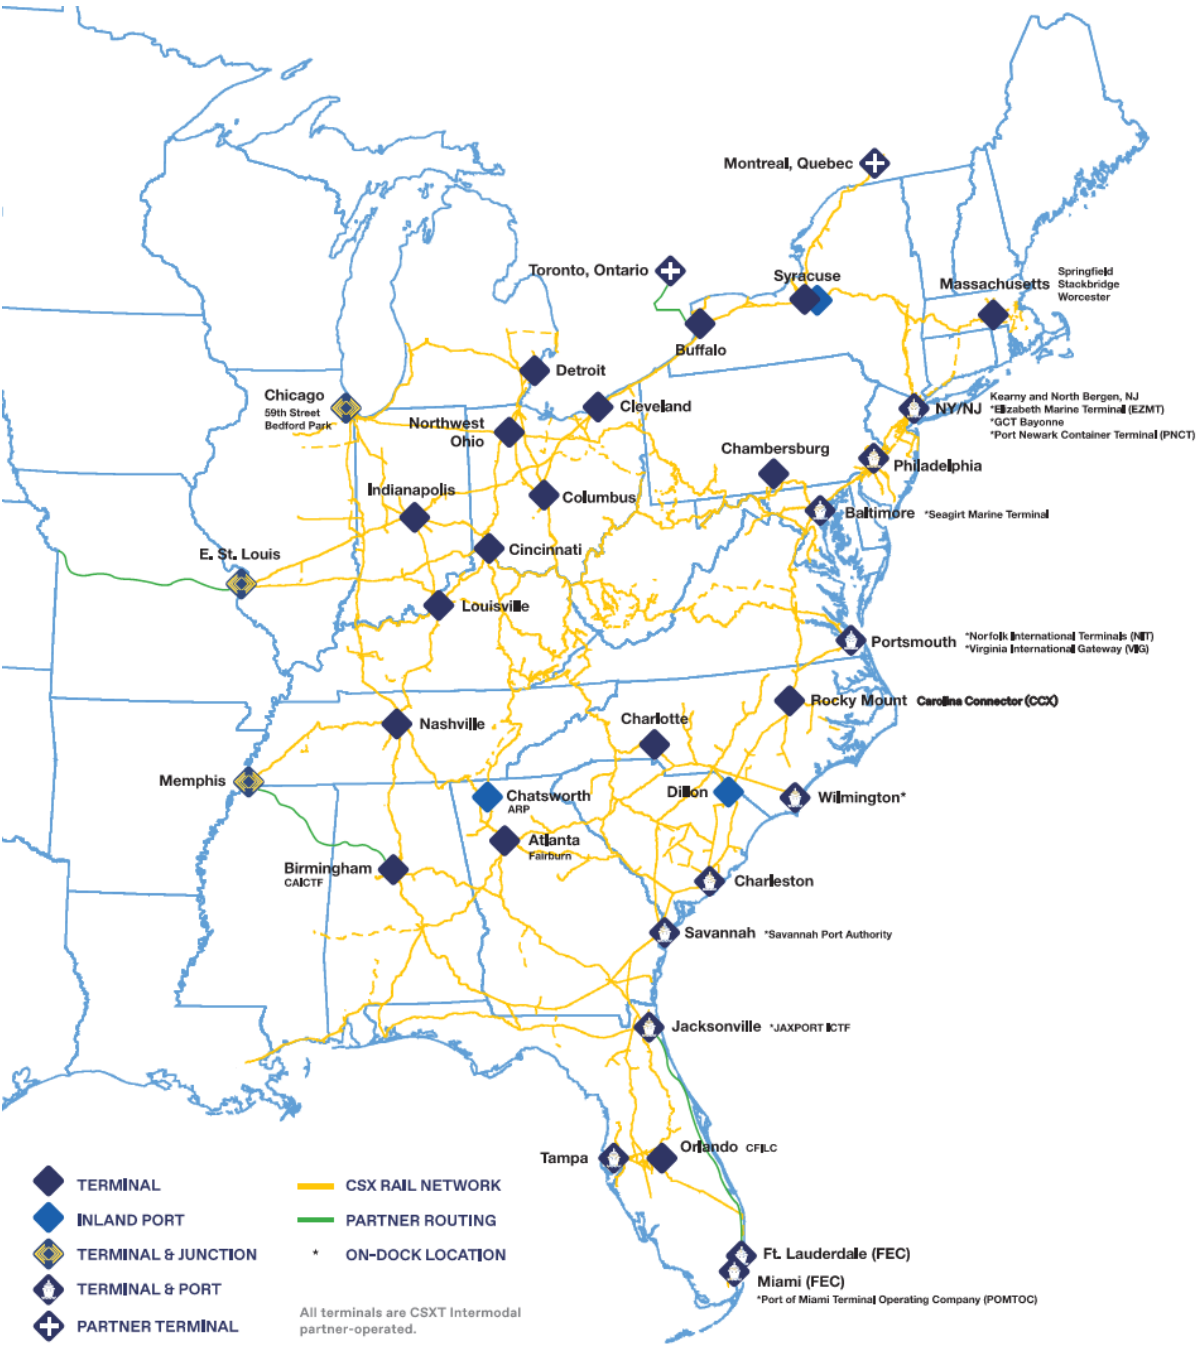 Montreal, Quebec
Toronto, Ontario
Syracuse
Massachusetts
Springfield
Stackbridge
Worcester
Buffalo
Detroit
Chicago
59th Street
Bedford Park
Cleveland
Northwest
Ohio
NY/NJ
Kearny and North Bergen, NJ
*Elizabeth Marine Terminal (EZMT)
*GCT Bayonne
*Port Newark Container Terminal (PNCT)
Chambersburg
Philadelphia
Indianapolis
Columbus
Baltimore *Seagirt Marine Terminal
E. St. Louis
Cincinnati
Louisville
Portsmouth
*Norfolk International Terminals (NIT)
*Virginia International Gateway (VIG)
Rocky Mount Carolina Connector (CCX)
Nashville
Charlotte
Memphis
Chatsworth
ARP
Dillon
Wilmington*
Atlanta
Fairburn
Birmingham
CAICTF
Charleston
Savannah *Savannah Port Authority
Jacksonville *JAXPORT ICTF
Tampa
Orlando CFILC
Ft. Lauderdale (FEC)
Miami (FEC)
*Port of Miami Terminal Operating Company (POMTOC)
TERMINAL
INLAND PORT
TERMINAL & JUNCTION
TERMINAL & PORT
PARTNER TERMINAL
CSX RAIL NETWORK
PARTNER ROUTING
* ON-DOCK LOCATION
All terminals are CSXT Intermodal
partner-operated.